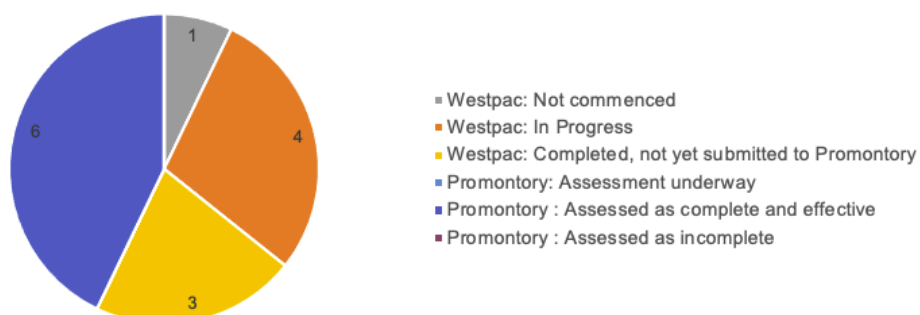 1
4
3
6
Westpac: Not commenced
Westpac: In Progress
Westpac: Completed, not yet submitted to Promontory
Promontory: Assessment underway
Promontory : Assessed as complete and effective
Promontory : Assessed as incomplete